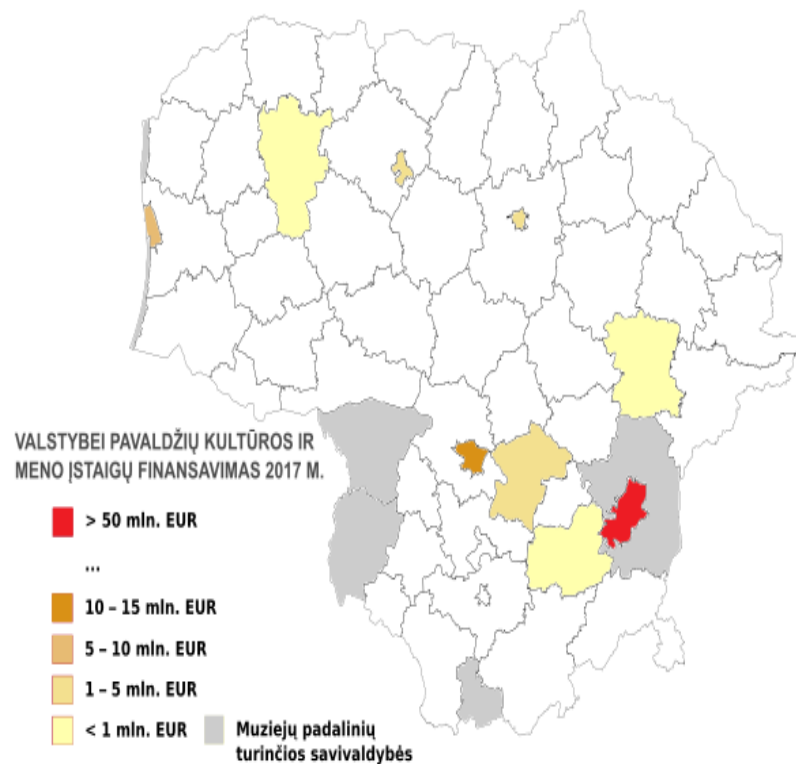 VALSTYBEI PAVALDŽIŲ KULTŪROS IR
MENO ĮSTAIGŲ FINANSAVIMAS 2017 M.
> 50 mln. EUR
...
10 – 15 mln. EUR
5 – 10 mln. EUR
1 – 5 mln. EUR
< 1 mln. EUR
Muziejų padalinių
turinčios savivaldybės